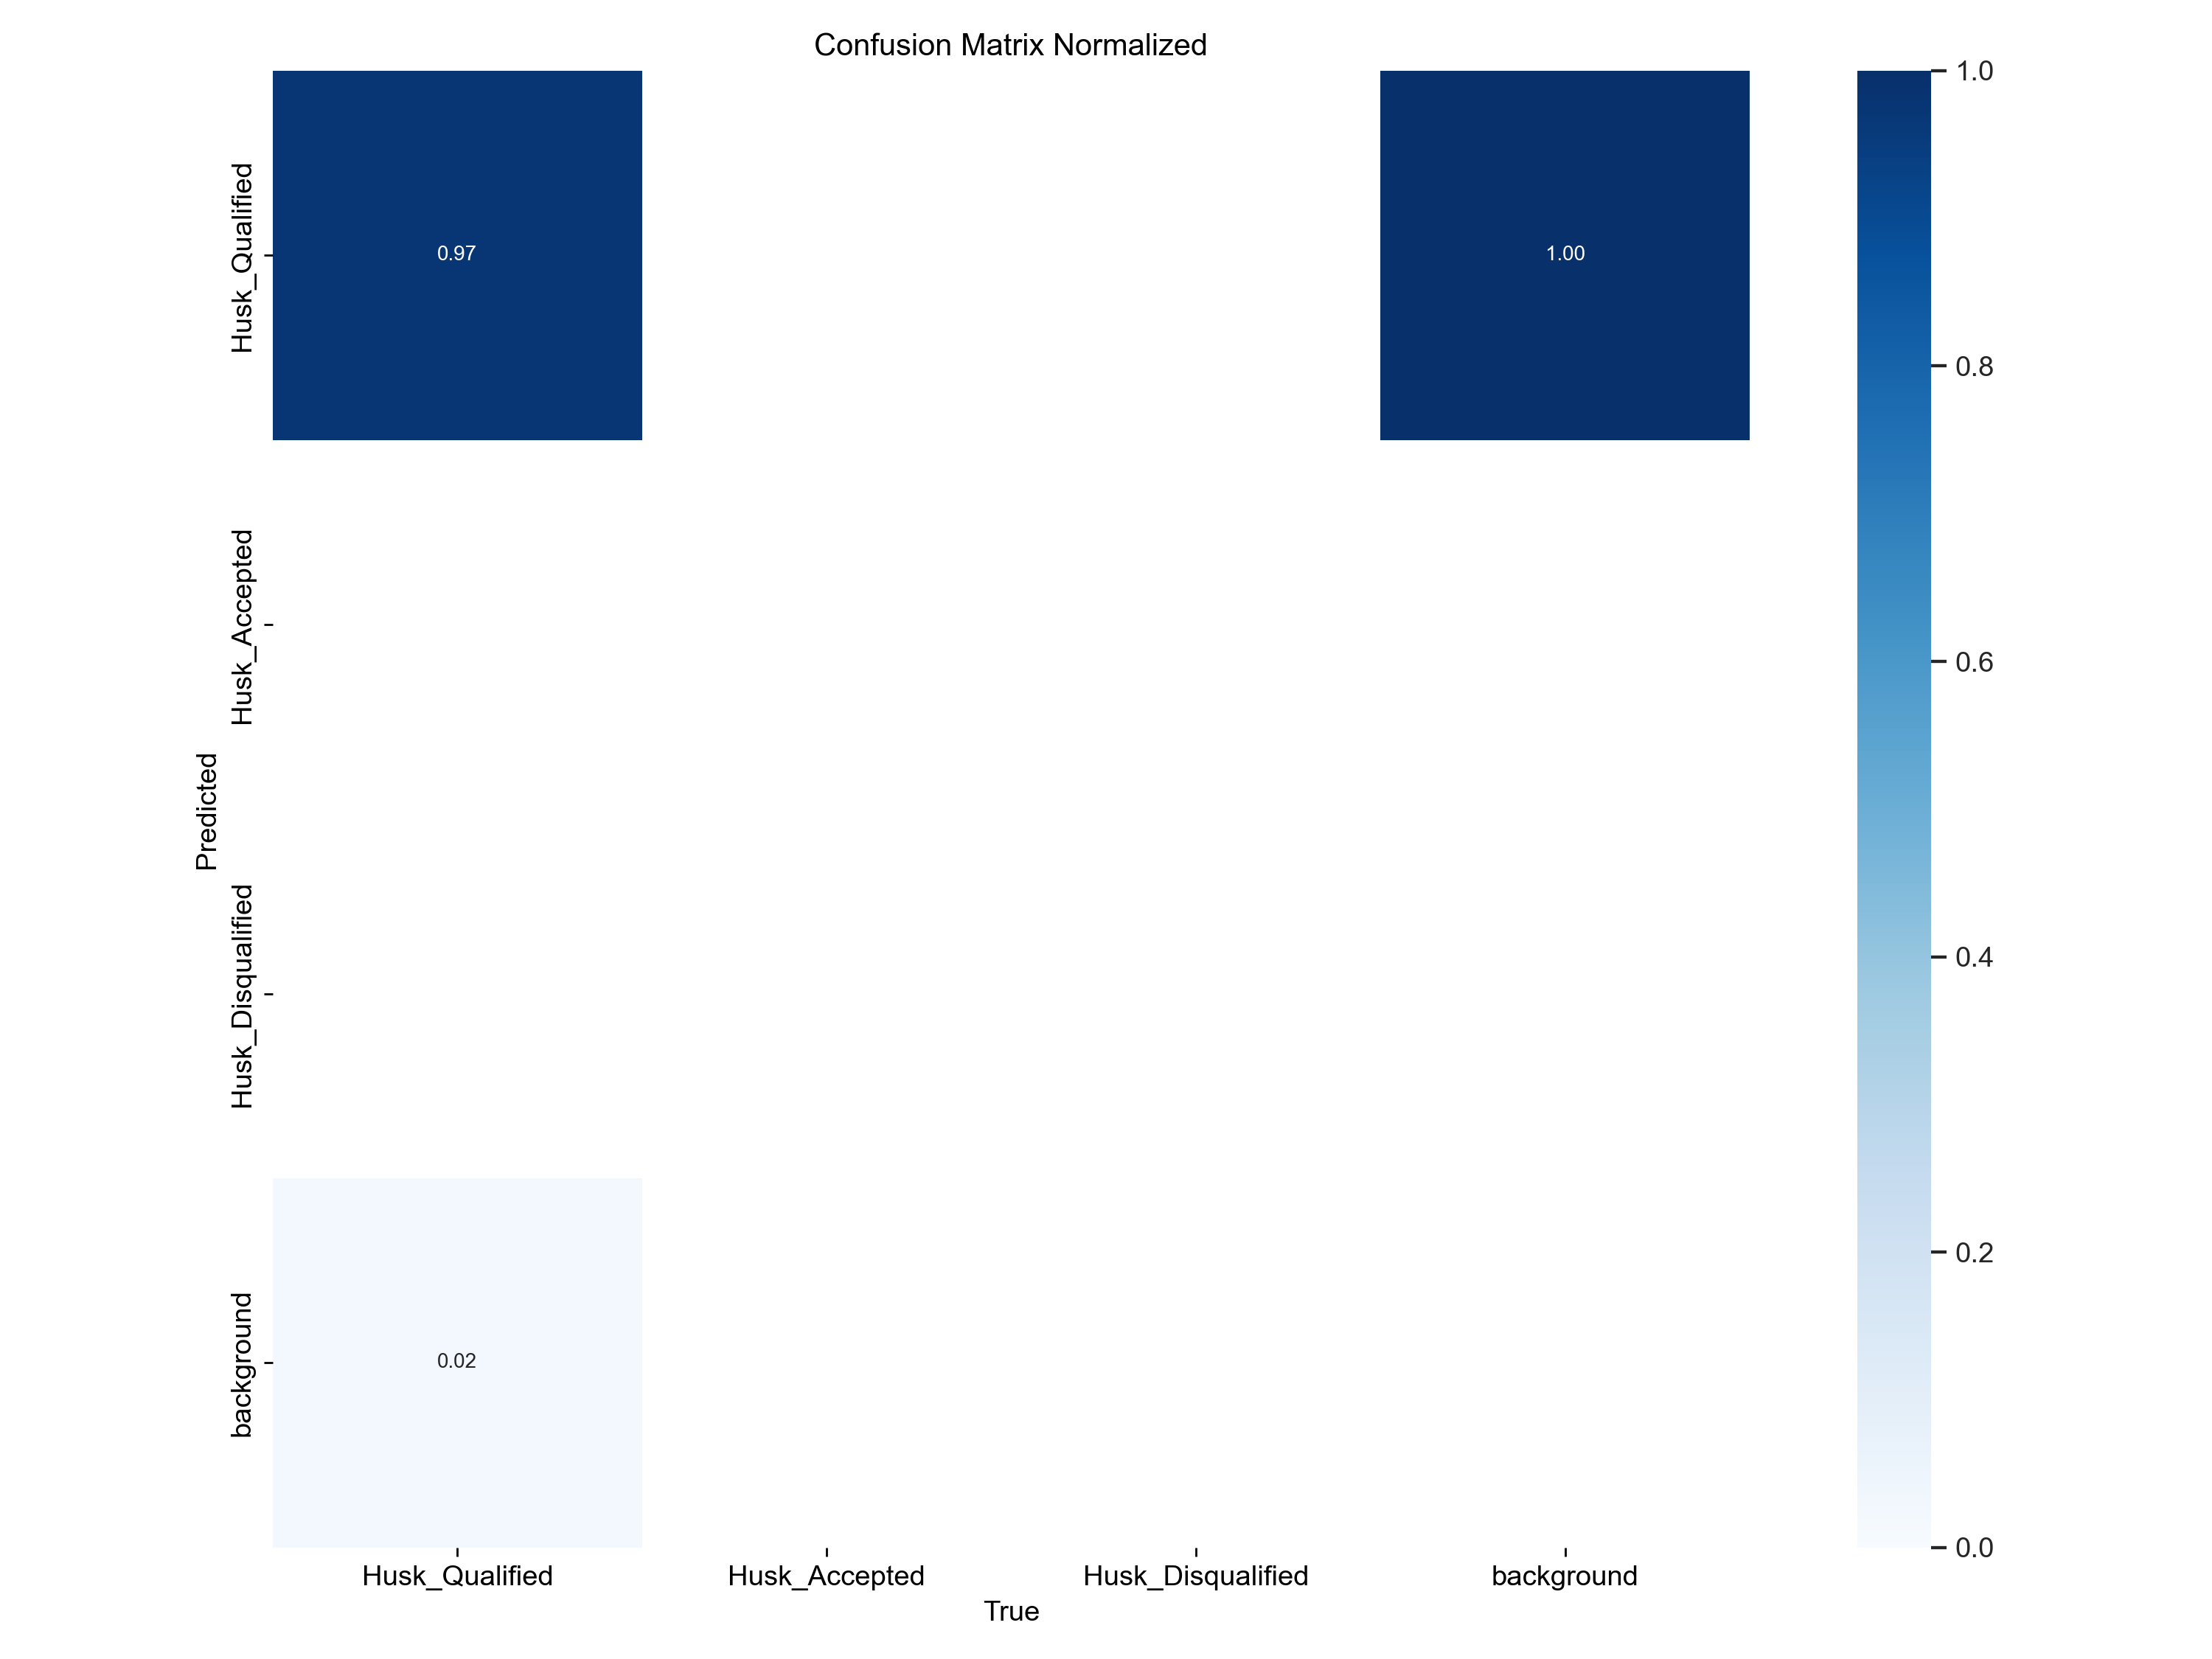 Confusion Matrix Normalized
Predicted
Husk_Qualified
Husk_Accepted
Husk_Disqualified
background
0.97
1.00
0.02
Husk_Qualified
Husk_Accepted
Husk_Disqualified
background
True
1.0
0.8
0.6
0.4
0.2
0.0